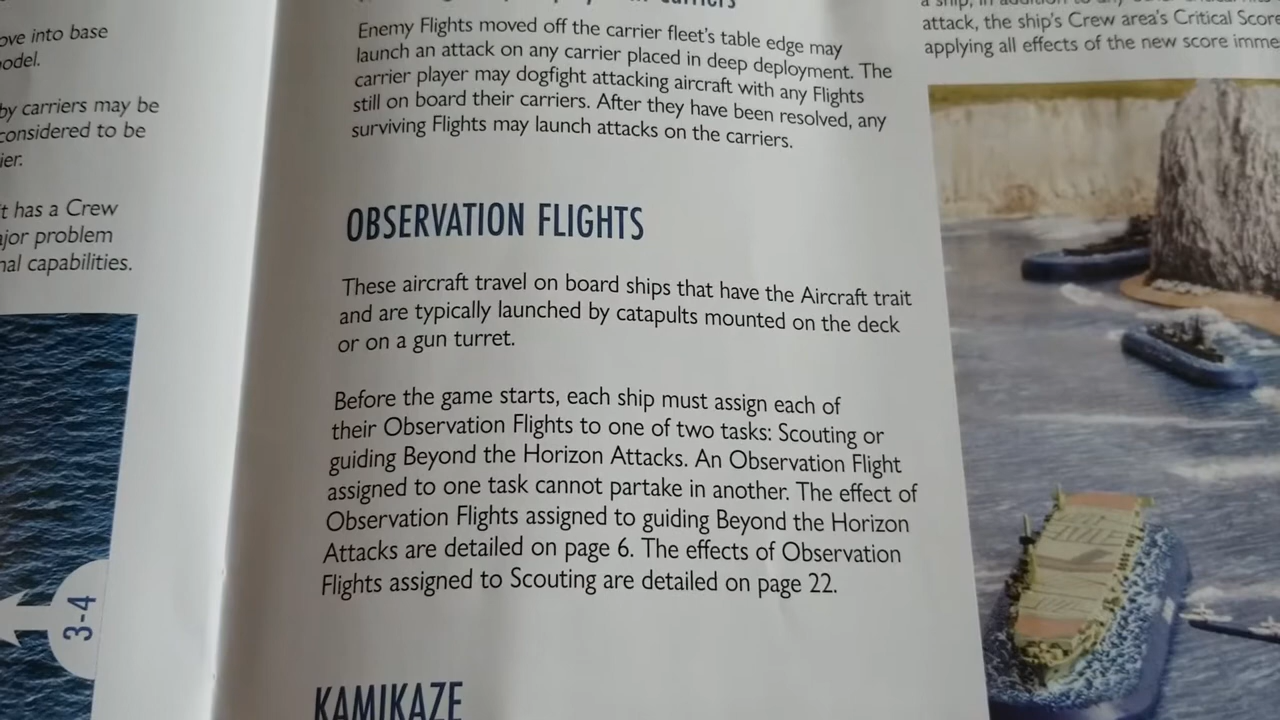 ove into base
odel.
by carriers may be
considered to be
ier.
t has a Crew
ajor problem
nal capabilities.
3-4
Enemy Flights moved off the carrier fleet's table edge may
launch an attack on any carrier placed in deep deployment. The
carrier player may dogfight attacking aircraft with any Flights
still on board their carriers. After they have been resolved, any
surviving Flights may launch attacks on the carriers.
OBSERVATION FLIGHTS
These aircraft travel on board ships that have the Aircraft trait
and are typically launched by catapults mounted on the deck
or on a gun turret.
Before the game starts, each ship must assign each of
their Observation Flights to one of two tasks: Scouting or
guiding Beyond the Horizon Attacks. An Observation Flight
assigned to one task cannot partake in another. The effect of
Observation Flights assigned to guiding Beyond the Horizon
Attacks are detailed on page 6. The effects of Observation
Flights assigned to Scouting are detailed on page 22.
KAMIKAZE
attack, the ship's Crew area's Critical Score
applying all effects of the new score imme